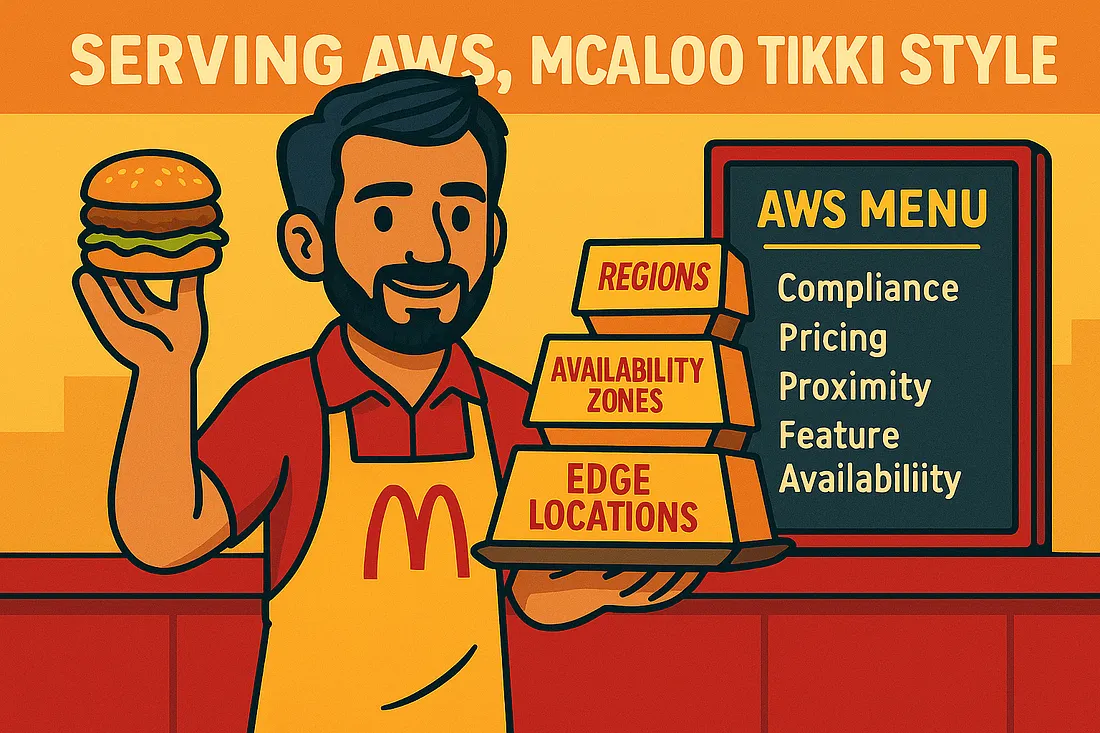 SERVING AWS, MCALOO TIKKI STYLE
REGIONS
AVAILABILITY
ZONES
EDGE
LOCATIONS
AWS MENU
Compliance
Pricing
Proximity
Feature
Availabiliity